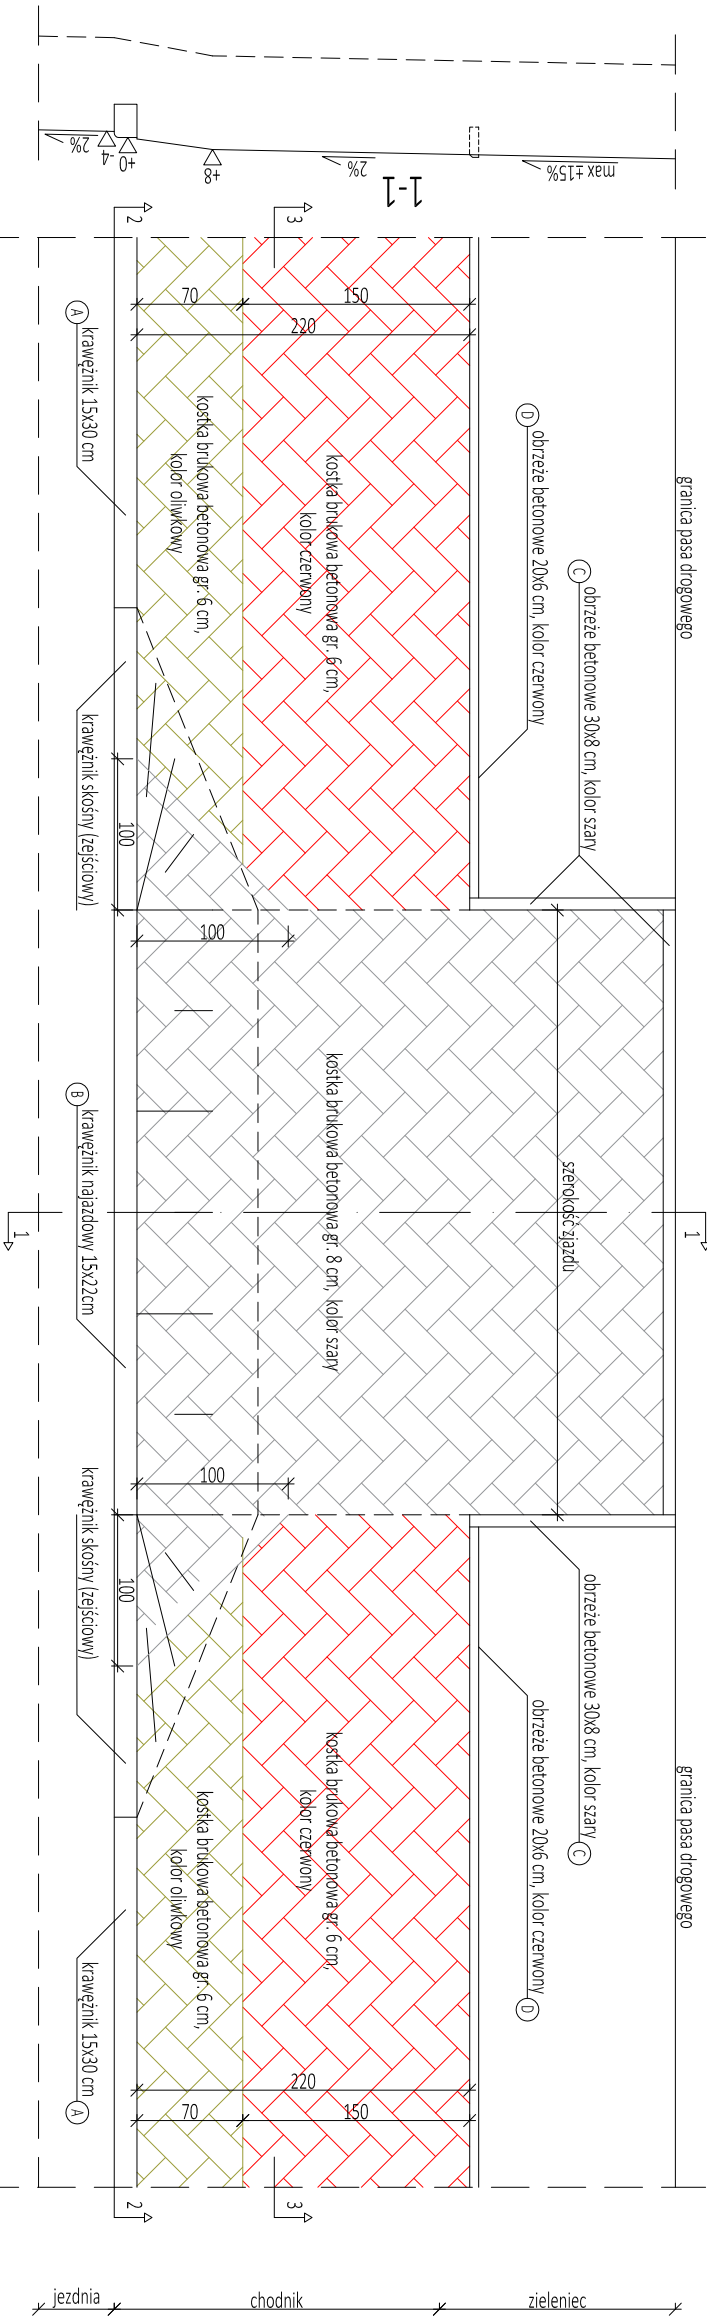 2%
-4
+0
+8
2%
max ±15%
1-1
2
3
70
150
220
A
krawężnik 15x30 cm
kostka brukowa betonowa gr. 6 cm,
kolor oliwkowy
kostka brukowa betonowa gr. 6 cm,
kolor czerwony
D
obrzeże betonowe 20x6 cm, kolor czerwony
C
obrzeże betonowe 30x8 cm, kolor szary
granica pasa drogowego
krawężnik skośny (zejściowy)
100
100
B
krawężnik najazdowy 15x22cm
kostka brukowa betonowa gr. 8 cm, kolor szary
szerokość zjazdu
1
1
100
100
krawężnik skośny (zejściowy)
obrzeże betonowe 30x8 cm, kolor szary
C
obrzeże betonowe 20x6 cm, kolor czerwony
D
granica pasa drogowego
kostka brukowa betonowa gr. 6 cm,
kolor czerwony
kostka brukowa betonowa gr. 6 cm,
kolor oliwkowy
krawężnik 15x30 cm
A
220
70
150
2
3
jezdnia
chodnik
zieleniec